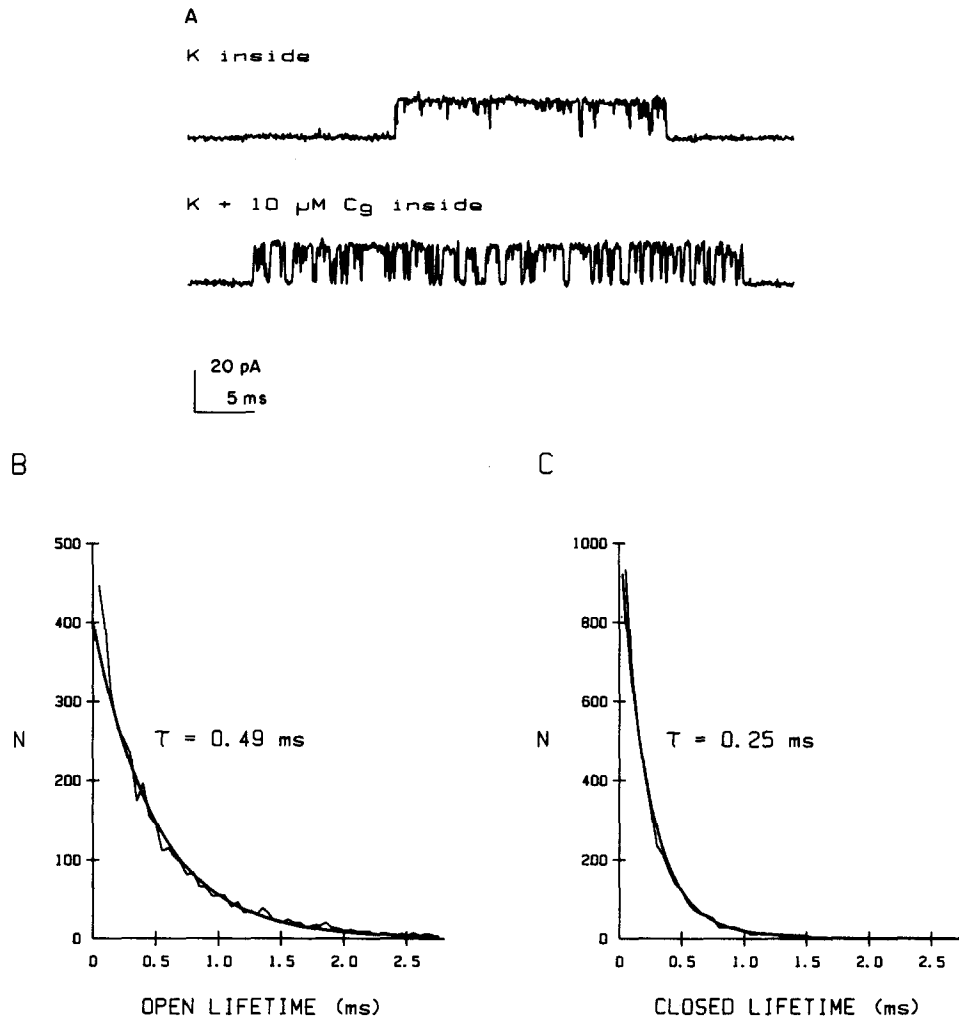 A
K inside
K + 10 µM Cg inside
20 pA
5 ms
B
C
500
400
300
200
100
0
N
τ = 0.49 ms
0 0.5 1.0 1.5 2.0 2.5
OPEN LIFETIME (ms)
1000
800
600
400
200
0
N
τ = 0.25 ms
0 0.5 1.0 1.5 2.0 2.5
CLOSED LIFETIME (ms)